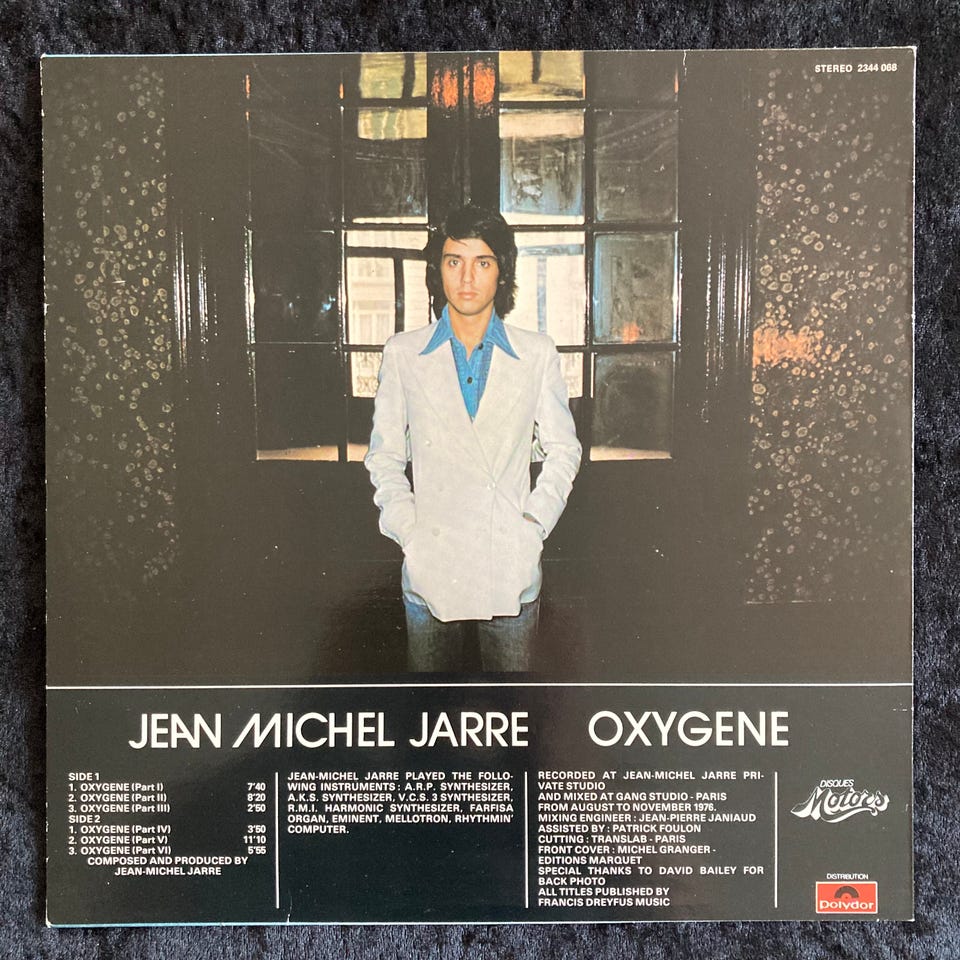 STEREO 2344 068
JEAN MICHEL JARRE OXYGENE
SIDE 1
1. OXYGENE (Part I) 7'40
2. OXYGENE (Part II) 8'20
3. OXYGENE (Part III) 2'50
SIDE 2
1. OXYGENE (Part IV) 3'50
2. OXYGENE (Part V) 11'10
3. OXYGENE (Part VI) 5'55
COMPOSED AND PRODUCED BY
JEAN-MICHEL JARRE
JEAN-MICHEL JARRE PLAYED THE FOLLO-
WING INSTRUMENTS : A.R.P. SYNTHESIZER,
A.K.S. SYNTHESIZER, V.C.S. 3 SYNTHESIZER,
R.M.I. HARMONIC SYNTHESIZER, FARFISA
ORGAN, EMINENT, MELLOTRON, RHYTHMIN'
COMPUTER.
RECORDED AT JEAN-MICHEL JARRE PRI-
VATE STUDIO
AND MIXED AT GANG STUDIO - PARIS
FROM AUGUST TO NOVEMBER 1976.
MIXING ENGINEER : JEAN-PIERRE JANIAUD
ASSISTED BY : PATRICK FOULON
CUTTING : TRANSLAB - PARIS
FRONT COVER : MICHEL GRANGER -
EDITIONS MARQUET
SPECIAL THANKS TO DAVID BAILEY FOR
BACK PHOTO
ALL TITLES PUBLISHED BY
FRANCIS DREYFUS MUSIC
DISQUES
Motors
DISTRIBUTION
Polydor